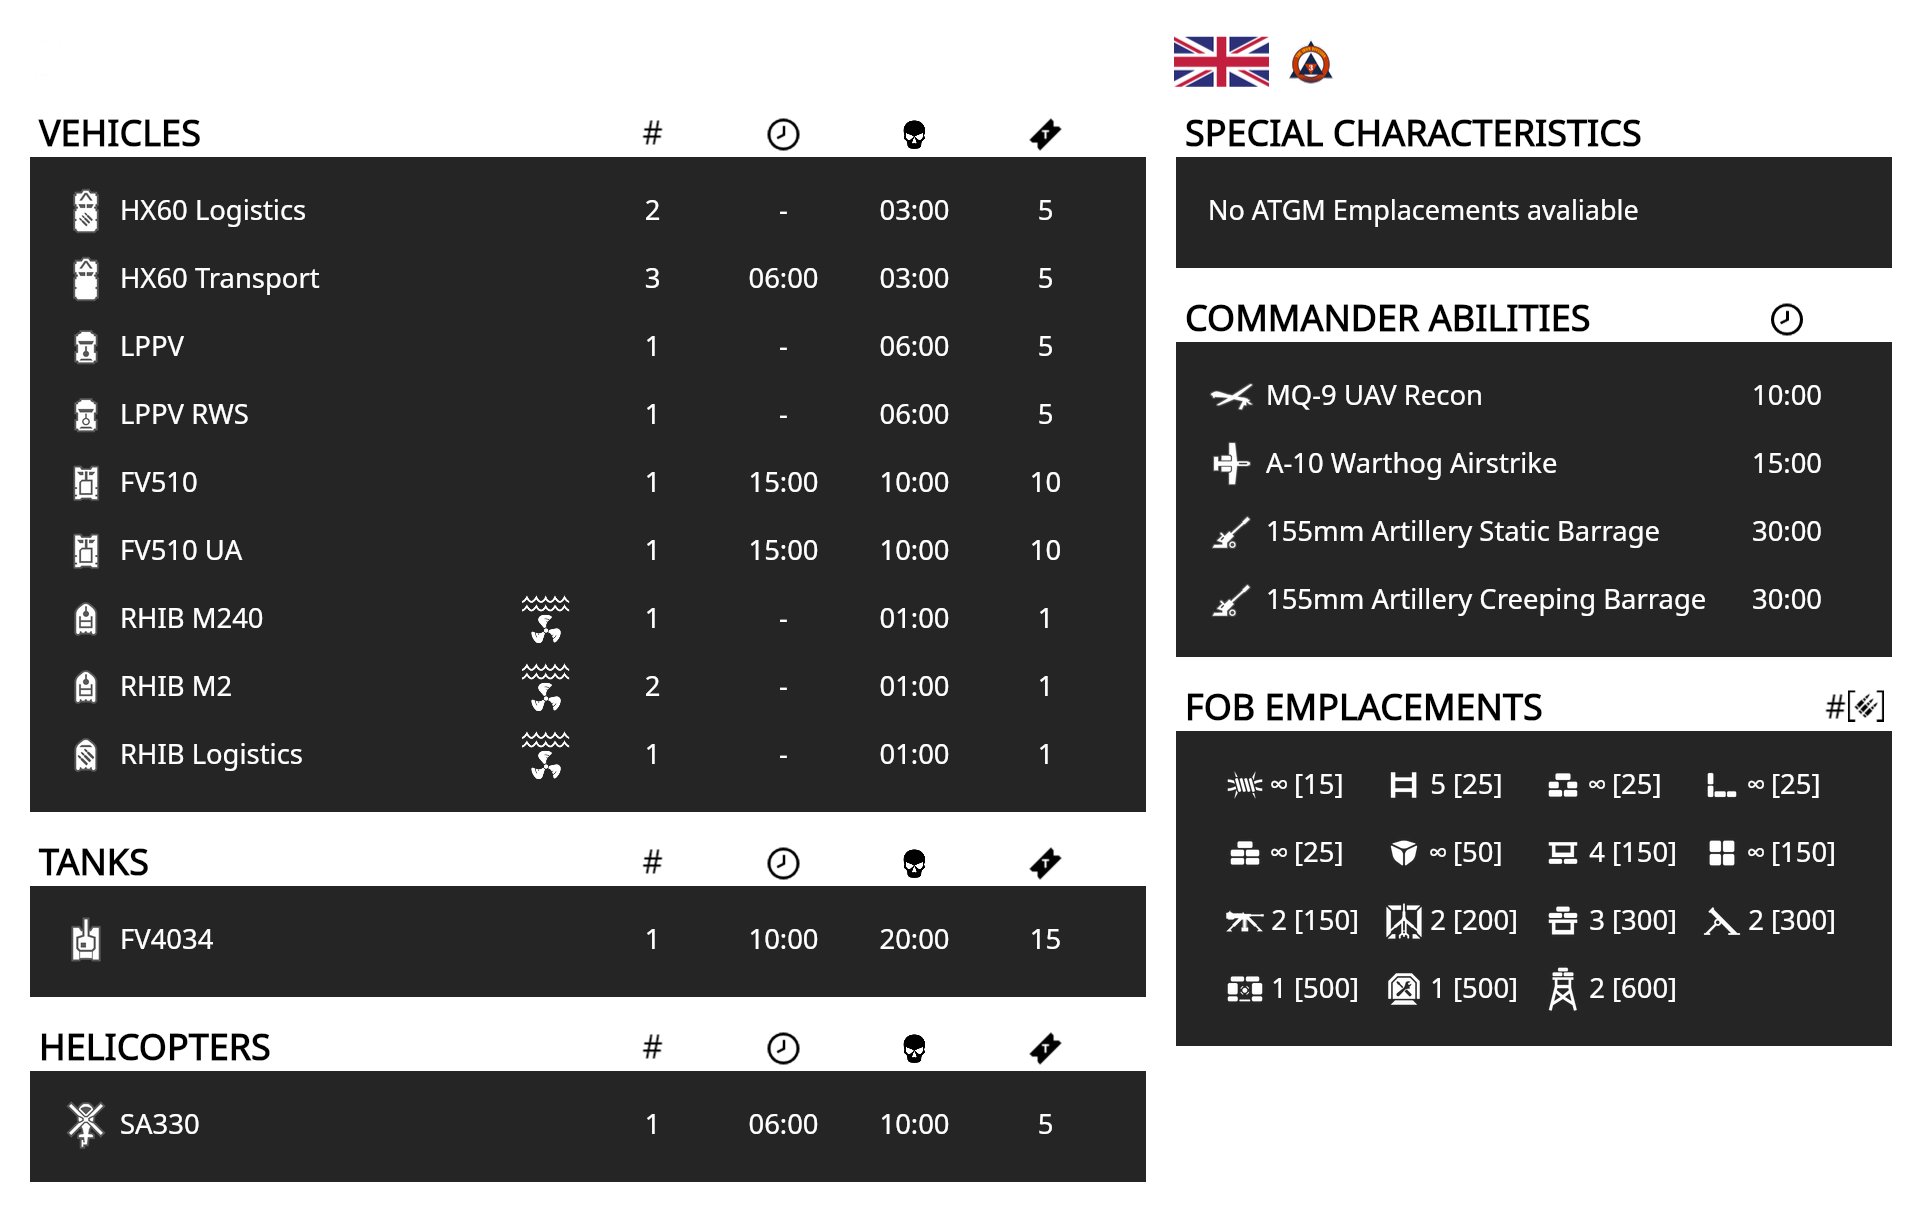 VEHICLES #
HX60 Logistics 2 - 03:00 5
HX60 Transport 3 06:00 03:00 5
LPPV 1 - 06:00 5
LPPV RWS 1 - 06:00 5
FV510 1 15:00 10:00 10
FV510 UA 1 15:00 10:00 10
RHIB M240 1 - 01:00 1
RHIB M2 2 - 01:00 1
RHIB Logistics 1 - 01:00 1
TANKS #
FV4034 1 10:00 20:00 15
HELICOPTERS #
SA330 1 06:00 10:00 5
SPECIAL CHARACTERISTICS
No ATGM Emplacements avaliable
COMMANDER ABILITIES
MQ-9 UAV Recon 10:00
A-10 Warthog Airstrike 15:00
155mm Artillery Static Barrage 30:00
155mm Artillery Creeping Barrage 30:00
FOB EMPLACEMENTS #[]
∞ [15] 5 [25] ∞ [25] ∞ [25]
∞ [25] ∞ [50] 4 [150] ∞ [150]
2 [150] 2 [200] 3 [300] 2 [300]
1 [500] 1 [500] 2 [600]